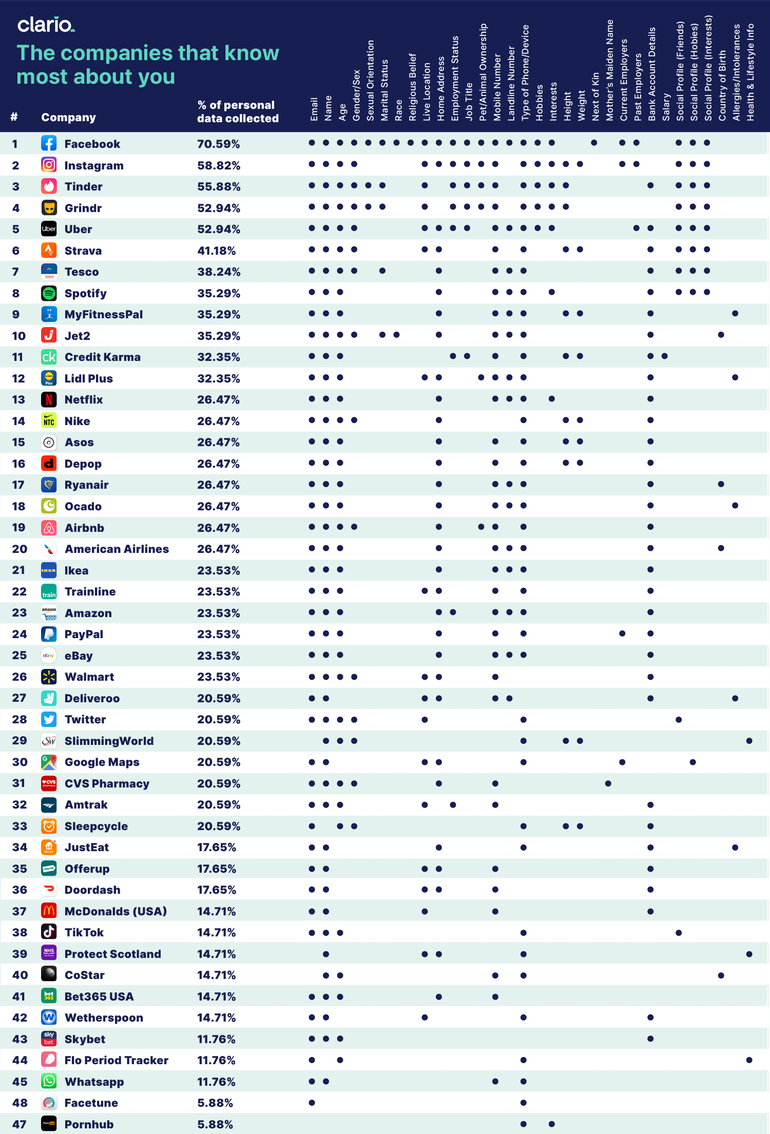 clario.
The companies that know
most about you
#
Company
% of personal
data collected
Email
Name
Age
Gender/Sex
Sexual Orientation
Marital Status
Race
Religious Belief
Live Location
Home Address
Employment Status
Job Title
Pet/Animal Ownership
Mobile Number
Landline Number
Type of Phone/Device
Hobbies
Interests
Height
Weight
Next of Kin
Mother's Maiden Name
Current Employers
Past Employers
Bank Account Details
Salary
Social Profile (Friends)
Social Profile (Hobies)
Social Profile (Interests)
Country of Birth
Allergies/Intolerances
Health & Lifestyle Info
1 Facebook 70.59%
2 Instagram 58.82%
3 Tinder 55.88%
4 Grindr 52.94%
5 Uber Uber 52.94%
6 Strava 41.18%
7 Tesco 38.24%
8 Spotify 35.29%
9 MyFitnessPal 35.29%
10 Jet2 35.29%
11 ck Credit Karma 32.35%
12 Lidl Plus 32.35%
13 N Netflix 26.47%
14 NTC Nike 26.47%
15 Asos 26.47%
16 d Depop 26.47%
17 Ryanair 26.47%
18 Ocado 26.47%
19 Airbnb 26.47%
20 American Airlines 26.47%
21 IKEA Ikea 23.53%
22 train Trainline 23.53%
23 amazon Amazon 23.53%
24 PayPal 23.53%
25 ebay eBay 23.53%
26 Walmart 23.53%
27 Deliveroo 20.59%
28 Twitter 20.59%
29 SW SlimmingWorld 20.59%
30 Google Maps 20.59%
31 CVS CVS Pharmacy 20.59%
32 Amtrak 20.59%
33 Sleepcycle 20.59%
34 JustEat 17.65%
35 Offerup 17.65%
36 Doordash 17.65%
37 McDonalds (USA) 14.71%
38 TikTok 14.71%
39 NHS Protect Scotland 14.71%
40 CoStar 14.71%
41 bet365 Bet365 USA 14.71%
42 W Wetherspoon 14.71%
43 sky bet Skybet 11.76%
44 Flo Period Tracker 11.76%
45 Whatsapp 11.76%
48 Facetune 5.88%
47 Pornhub 5.88%